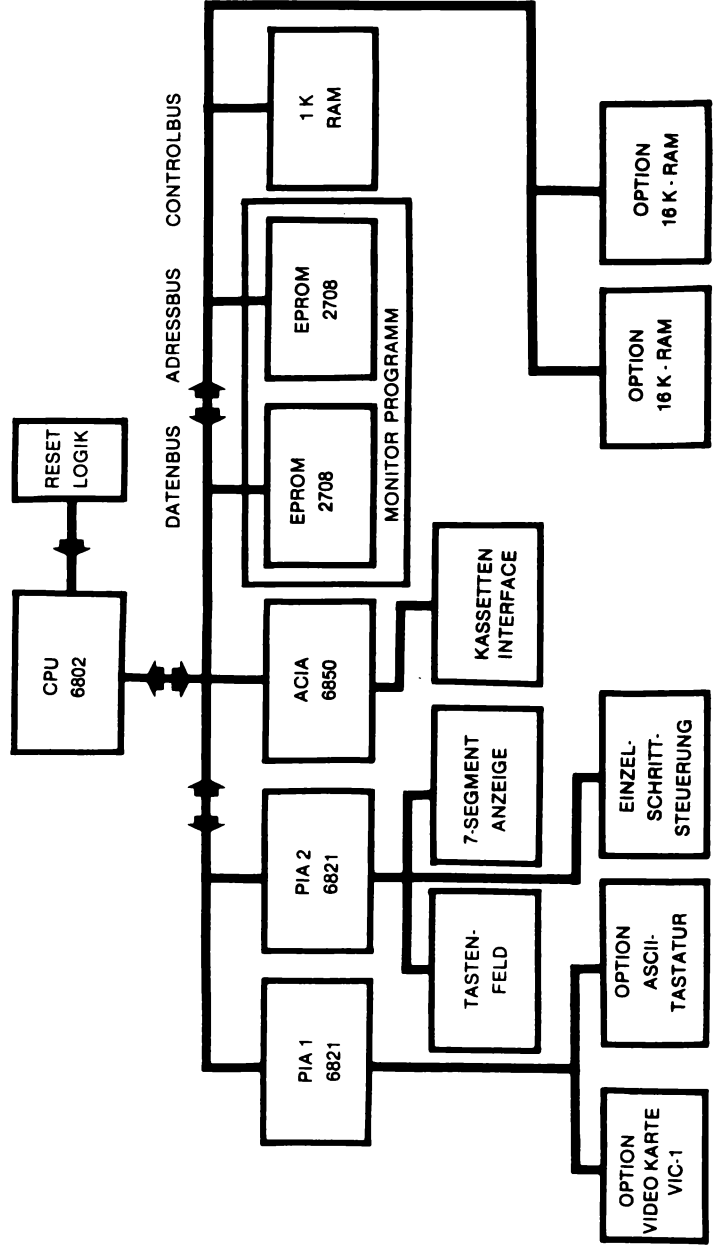 CPU
6802
RESET
LOGIK
DATENBUS
ADRESSBUS
CONTROLBUS
PIA 1
6821
PIA 2
6821
ACIA
6850
EPROM
2708
EPROM
2708
MONITOR PROGRAMM
1 K
RAM
TASTEN-
FELD
7-SEGMENT
ANZEIGE
KASSETTEN
INTERFACE
OPTION
VIDEO KARTE
VIC-1
OPTION
ASCII-
TASTATUR
EINZEL-
SCHRITT-
STEUERUNG
OPTION
16 K - RAM
OPTION
16 K - RAM